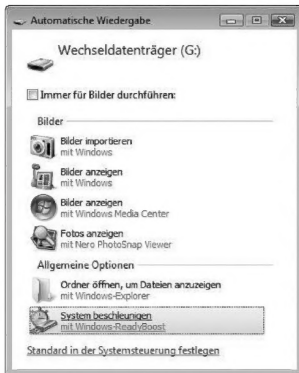 Automatische Wiedergabe
Wechseldatenträger (G:)
Immer für Bilder durchführen:
Bilder
Bilder importieren
mit Windows
Bilder anzeigen
mit Windows
Bilder anzeigen
mit Windows Media Center
Fotos anzeigen
mit Nero PhotoSnap Viewer
Allgemeine Optionen
Ordner öffnen, um Dateien anzuzeigen
mit Windows-Explorer
System beschleunigen
mit Windows-ReadyBoost
Standard in der Systemsteuerung festlegen